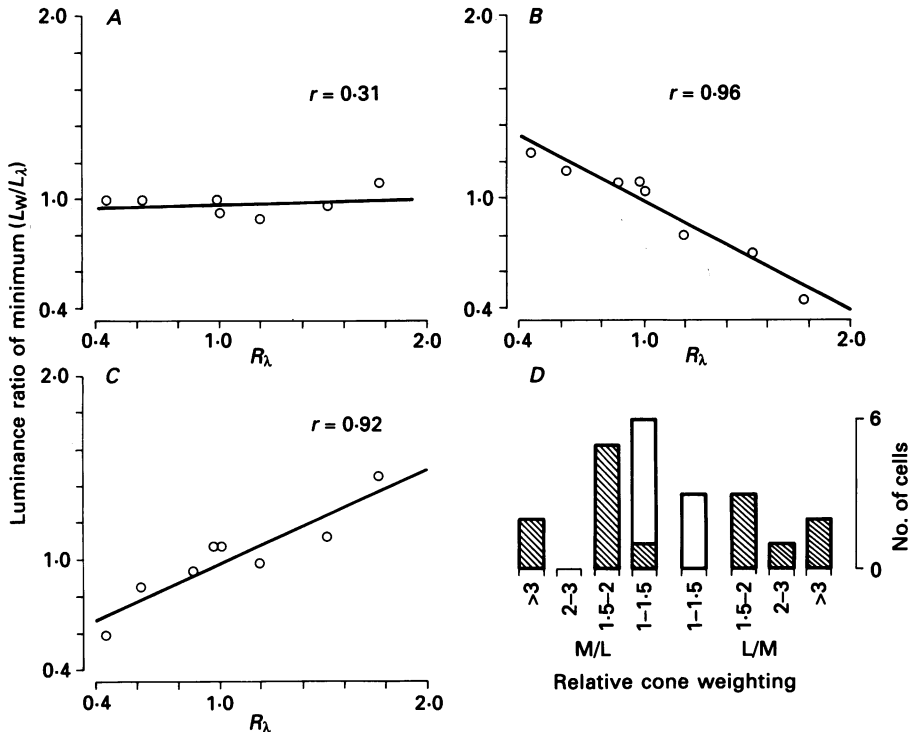 Luminance ratio of minimum (LW/Lλ)
A
2·0
1·0
0·4
r = 0·31
0·4 1·0 2·0
Rλ
B
2·0
1·0
0·4
r = 0·96
0·4 1·0 2·0
Rλ
C
2·0
1·0
0·4
r = 0·92
0·4 1·0 2·0
Rλ
D
6
0
No. of cells
>3 2–3 1·5–2 1–1·5 1–1·5 1·5–2 2–3 >3
M/L L/M
Relative cone weighting